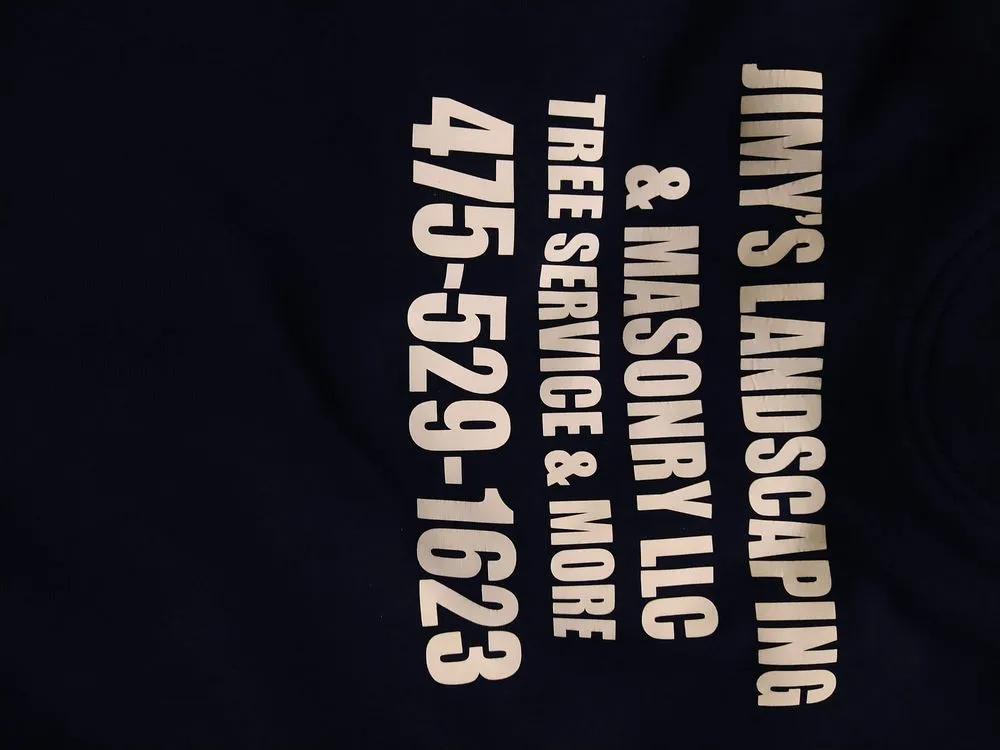 JIMY'S LANDSCAPING
& MASONRY LLC
TREE SERVICE & MORE
475-529-1623